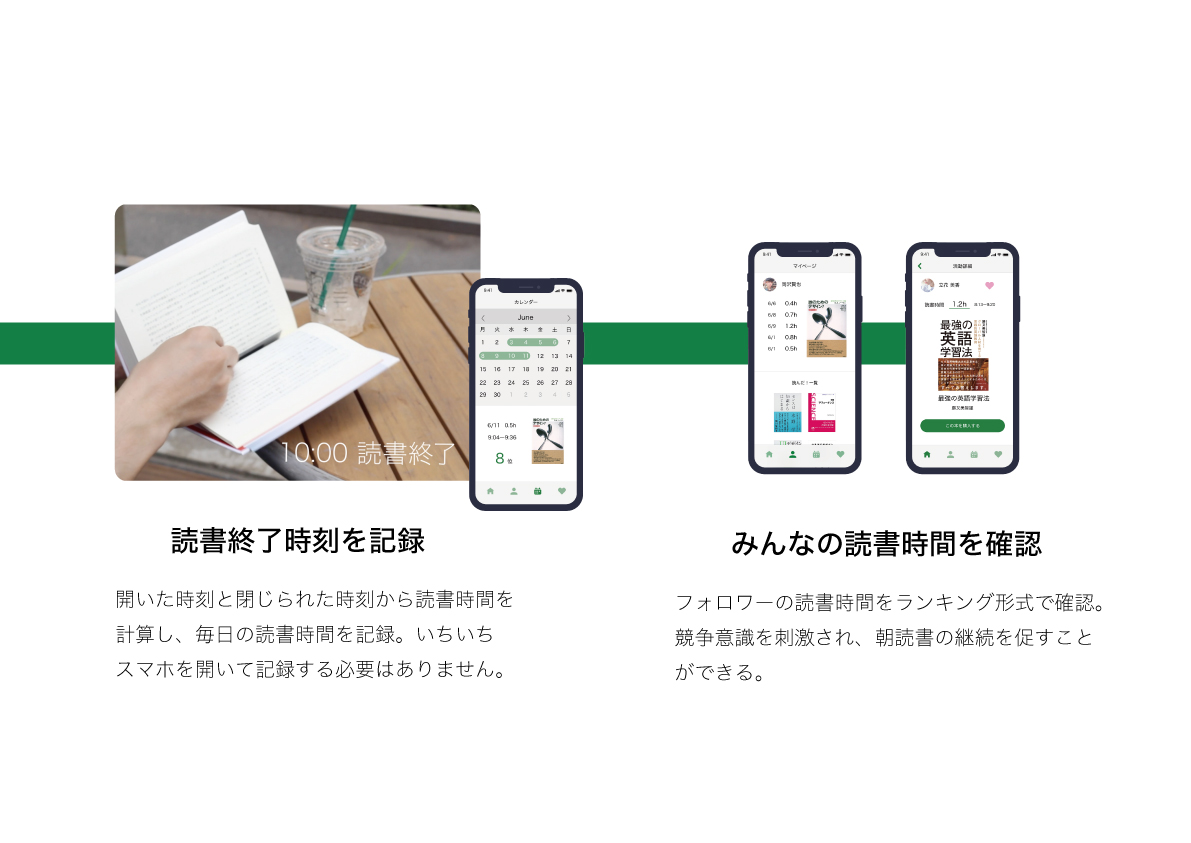 10:00 読書終了
9:41
カレンダー
June
月 火 水 木 金 土 日
1 2 3 4 5 6 7
8 9 10 11 12 13 14
15 16 17 18 19 20 21
22 23 24 25 26 27 28
29 30 1 2 3 4 5
6/11 0.5h
9:04−9:36
8位
読書終了時刻を記録
開いた時刻と閉じられた時刻から読書時間を
計算し、毎日の読書時間を記録。いちいち
スマホを開いて記録する必要はありません。
9:41
マイページ
6/6 0.4h
6/8 0.7h
6/9 1.2h
6/1 0.8h
6/1 0.5h
読んだ！一覧
SCIENCE
9:41
立花 美香
読書時間 1.2h 8:13−9:20
最強の
英語
学習法
最強の英語学習法
この本を購入する
みんなの読書時間を確認
フォロワーの読書時間をランキング形式で確認。
競争意識を刺激され、朝読書の継続を促すこと
ができる。